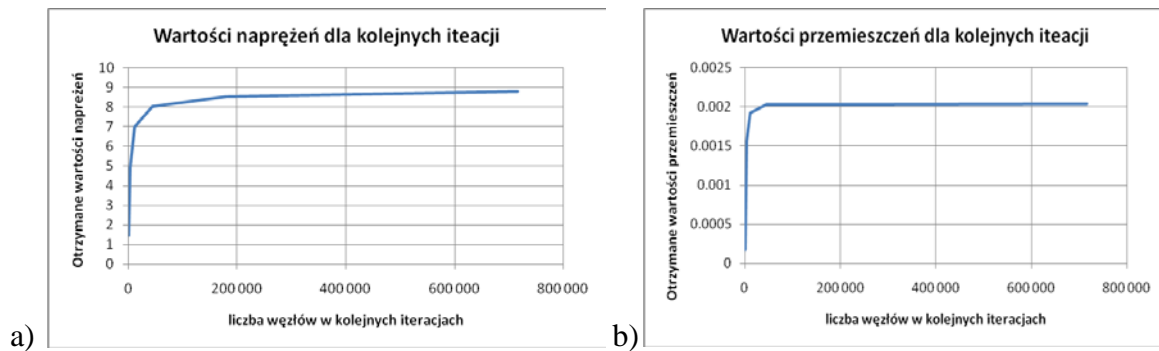 Wartości naprężeń dla kolejnych iteacji
Otrzymane wartości napreżeń
10
9
8
7
6
5
4
3
2
1
0
0 200 000 400 000 600 000 800 000
liczba węzłów w kolejnych iteracjach
a)
Wartości przemieszczeń dla kolejnych iteacji
Otrzymane wartości przemieszczeń
0.0025
0.002
0.0015
0.001
0.0005
0
0 200 000 400 000 600 000 800 000
liczba węzłów w kolejnych iteracjach
b)